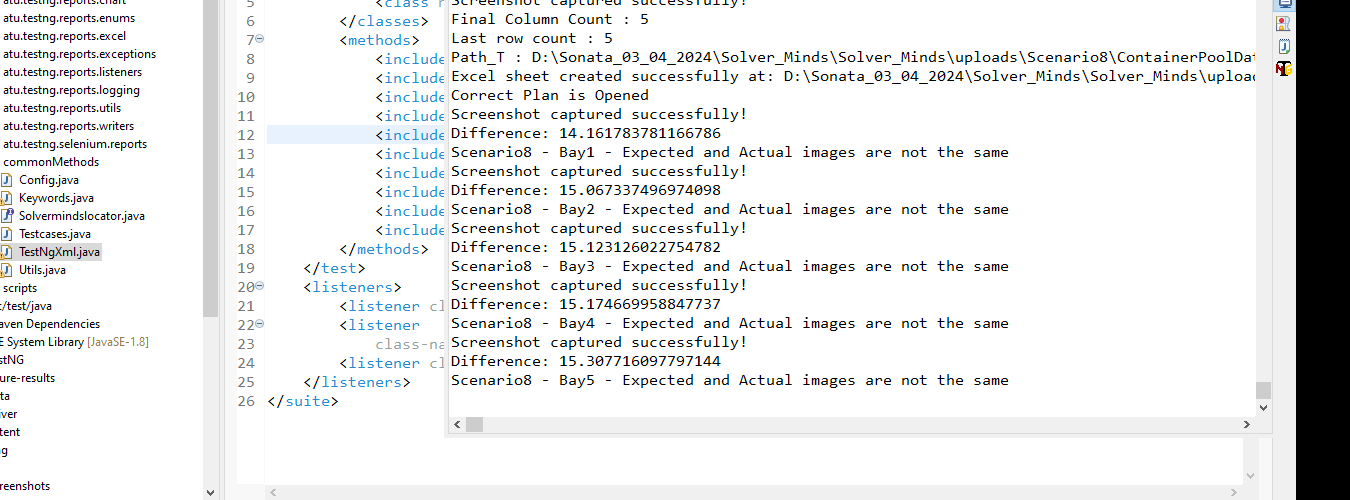 atu.testng.reports.chart
atu.testng.reports.enums
atu.testng.reports.excel
atu.testng.reports.exceptions
atu.testng.reports.listeners
atu.testng.reports.logging
atu.testng.reports.utils
atu.testng.reports.writers
atu.testng.selenium.reports
commonMethods
Config.java
Keywords.java
Solvermindslocator.java
Testcases.java
TestNgXml.java
Utils.java
scripts
c/test/java
aven Dependencies
E System Library [JavaSE-1.8]
stNG
ure-results
ta
iver
tent
ng
reenshots
5 <class n
6 </classes>
7 <methods>
8 <include
9 <include
10 <include
11 <include
12 <include
13 <include
14 <include
15 <include
16 <include
17 <include
18 </methods>
19 </test>
20 <listeners>
21 <listener cl
22 <listener
23 class-na
24 <listener cl
25 </listeners>
26 </suite>
Screenshot captured successfully!
Final Column Count : 5
Last row count : 5
Path_T : D:\Sonata_03_04_2024\Solver_Minds\Solver_Minds\uploads\Scenario8\ContainerPoolDat
Excel sheet created successfully at: D:\Sonata_03_04_2024\Solver_Minds\Solver_Minds\uploa
Correct Plan is Opened
Screenshot captured successfully!
Difference: 14.161783781166786
Scenario8 - Bay1 - Expected and Actual images are not the same
Screenshot captured successfully!
Difference: 15.067337496974098
Scenario8 - Bay2 - Expected and Actual images are not the same
Screenshot captured successfully!
Difference: 15.123126022754782
Scenario8 - Bay3 - Expected and Actual images are not the same
Screenshot captured successfully!
Difference: 15.174669958847737
Scenario8 - Bay4 - Expected and Actual images are not the same
Screenshot captured successfully!
Difference: 15.307716097797144
Scenario8 - Bay5 - Expected and Actual images are not the same